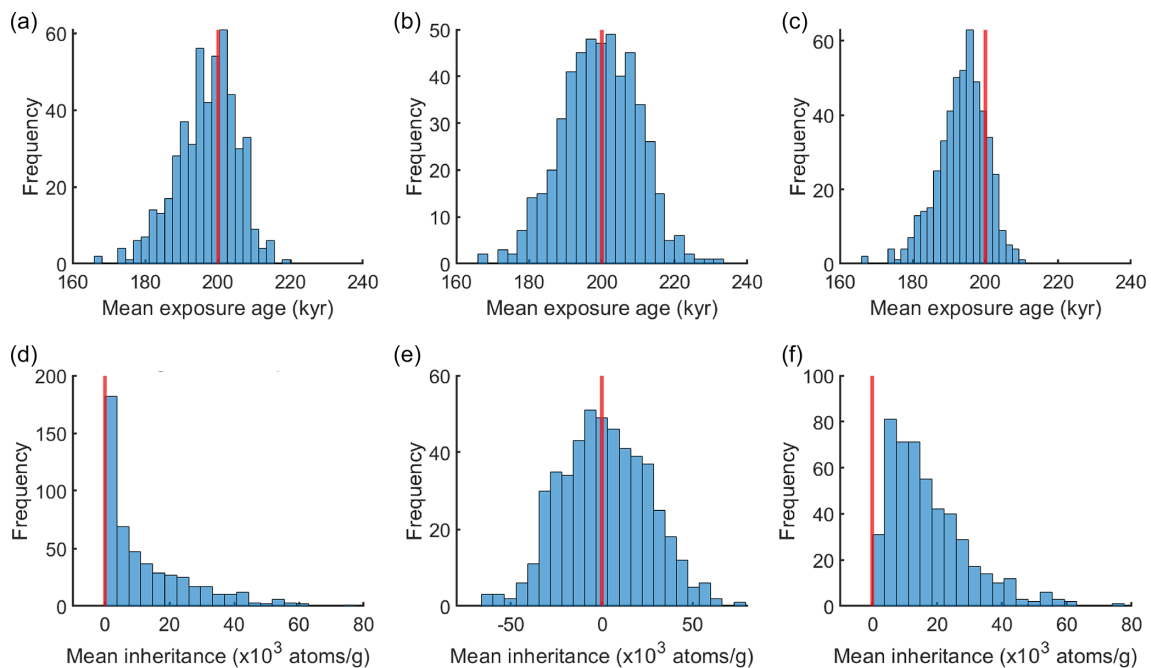 (a)
60
40
20
0
Frequency
160 180 200 220 240
Mean exposure age (kyr)
(b)
50
40
30
20
10
0
Frequency
160 180 200 220 240
Mean exposure age (kyr)
(c)
60
40
20
0
Frequency
160 180 200 220 240
Mean exposure age (kyr)
(d)
200
150
100
50
0
Frequency
0 20 40 60 80
Mean inheritance (x10³ atoms/g)
(e)
60
40
20
0
Frequency
-50 0 50
Mean inheritance (x10³ atoms/g)
(f)
100
80
60
40
20
0
Frequency
0 20 40 60 80
Mean inheritance (x10³ atoms/g)